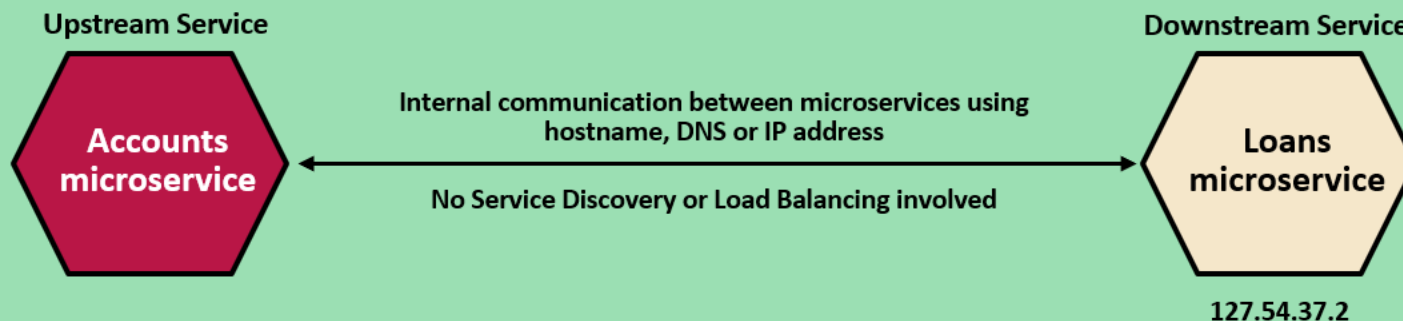 Upstream Service
Downstream Service
Internal communication between microservices using
hostname, DNS or IP address
Accounts
microservice
Loans
microservice
No Service Discovery or Load Balancing involved
127.54.37.2